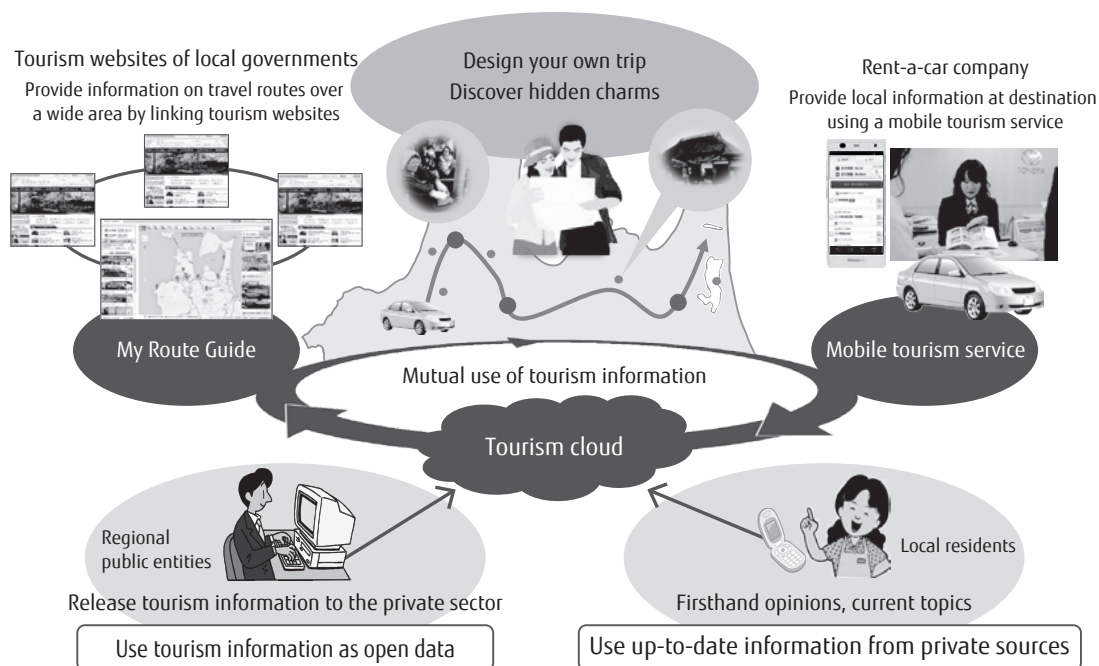 Tourism websites of local governments
Provide information on travel routes over
a wide area by linking tourism websites
Design your own trip
Discover hidden charms
Rent-a-car company
Provide local information at destination
using a mobile tourism service
TOYOTA
My Route Guide
Mobile tourism service
Mutual use of tourism information
Tourism cloud
Regional
public entities
Local residents
Release tourism information to the private sector
Firsthand opinions, current topics
Use tourism information as open data
Use up-to-date information from private sources